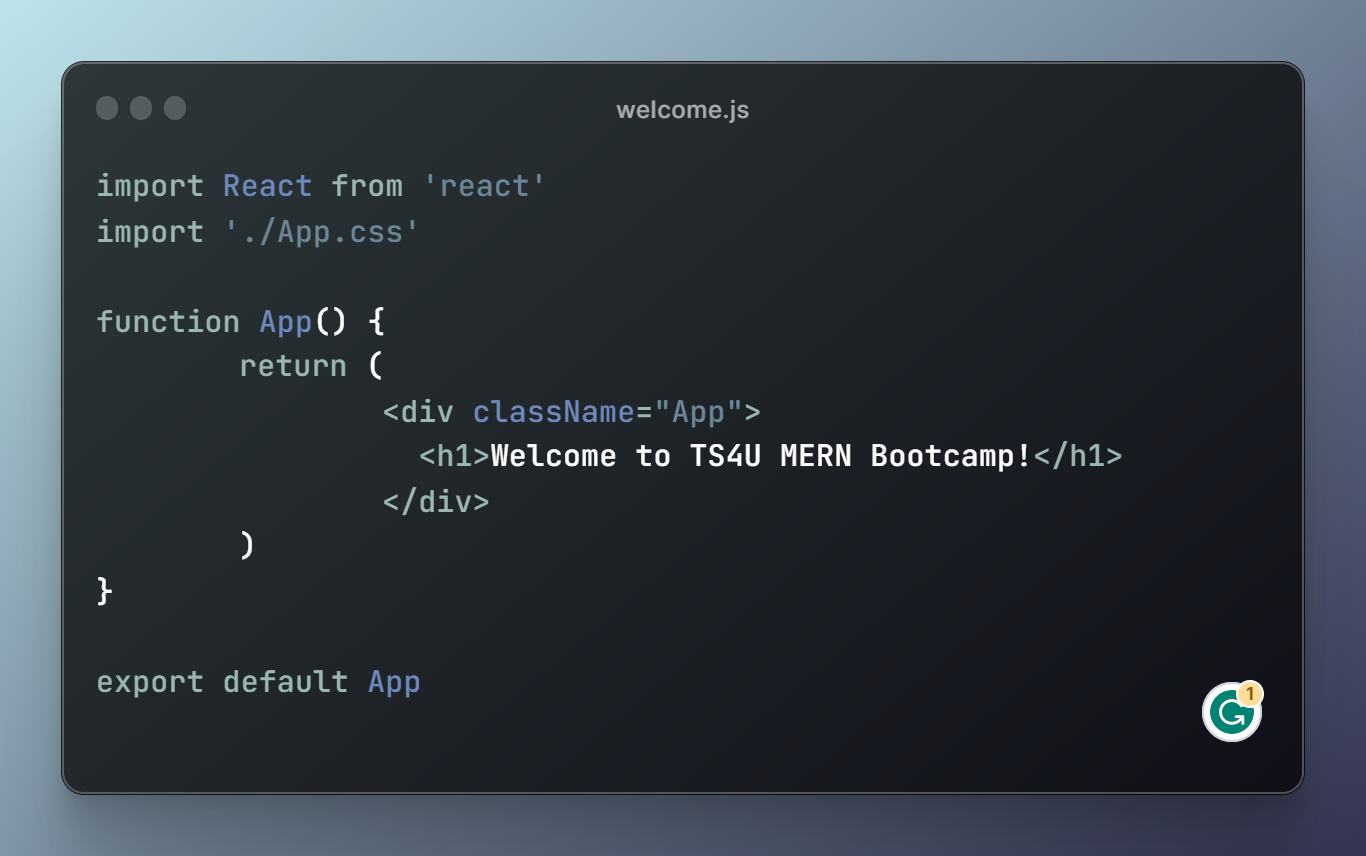 welcome.js
import React from 'react'
import './App.css'
function App() {
return (
<div className="App">
<h1>Welcome to TS4U MERN Bootcamp!</h1>
</div>
)
}
export default App
1